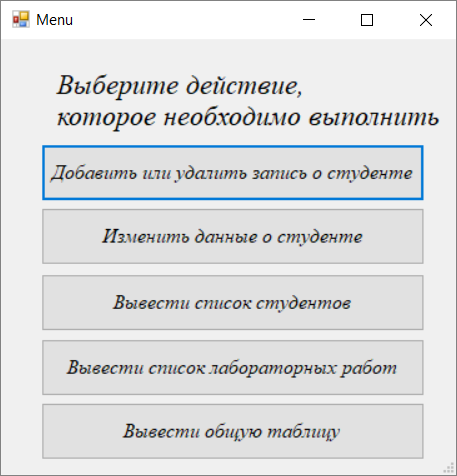 Menu
Выберите действие,
которое необходимо выполнить
Добавить или удалить запись о студенте
Изменить данные о студенте
Вывести список студентов
Вывести список лабораторных работ
Вывести общую таблицу